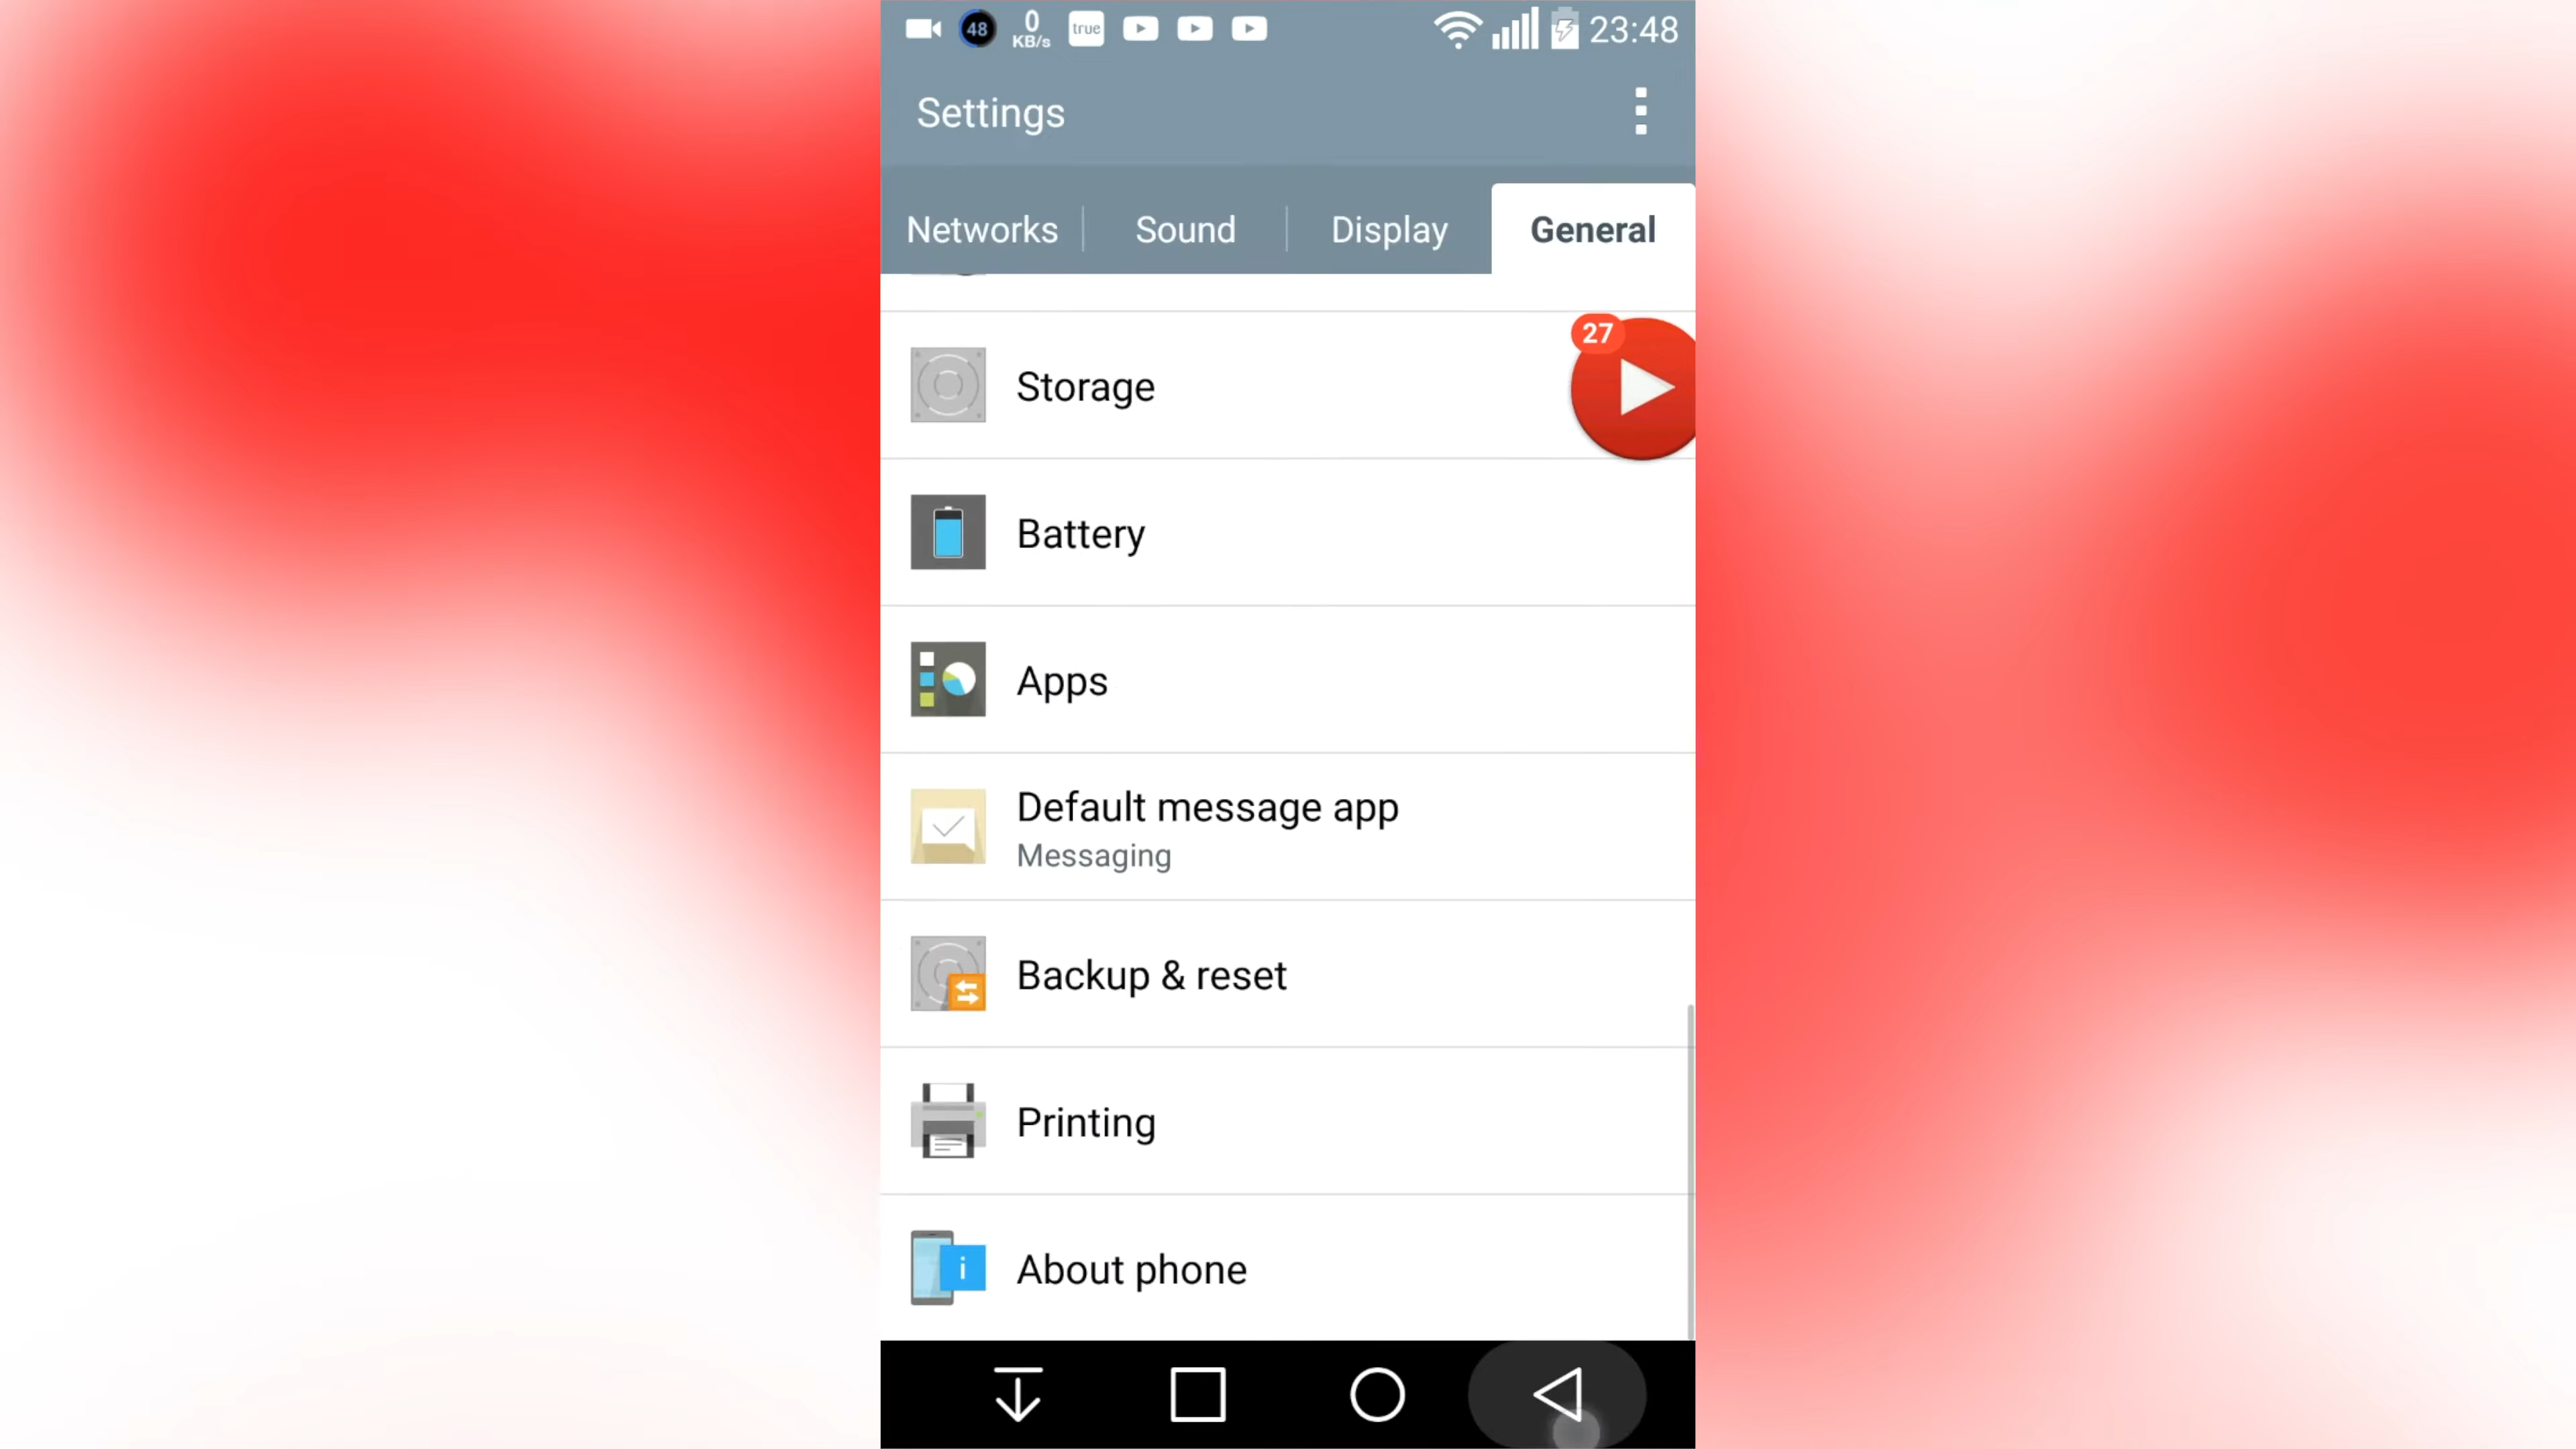 48
0
KB/s
true
23:48
Settings
Networks
Sound
Display
General
27
Storage
Battery
Apps
Default message app
Messaging
Backup & reset
Printing
i
About phone